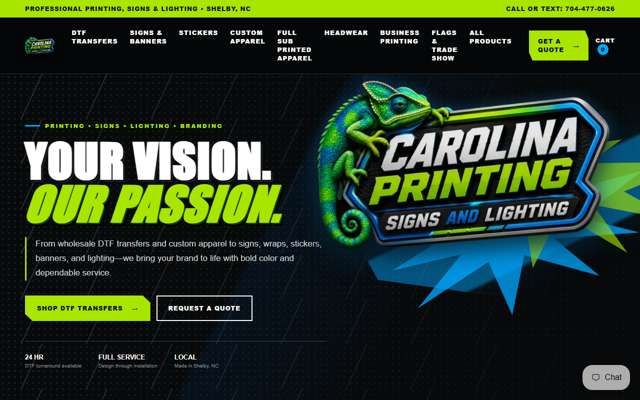 PROFESSIONAL PRINTING, SIGNS & LIGHTING • SHELBY, NC
CALL OR TEXT: 704-477-0626
CAROLINA
PRINTING
DTF
TRANSFERS
SIGNS &
BANNERS
STICKERS
CUSTOM
APPAREL
FULL
SUB
PRINTED
APPAREL
HEADWEAR
BUSINESS
PRINTING
FLAGS
&
TRADE
SHOW
ALL
PRODUCTS
GET A
QUOTE →
CART
0
PRINTING • SIGNS • LIGHTING • BRANDING
YOUR VISION.
OUR PASSION.
From wholesale DTF transfers and custom apparel to signs, wraps, stickers,
banners, and lighting—we bring your brand to life with bold color and
dependable service.
SHOP DTF TRANSFERS →
REQUEST A QUOTE
24 HR
DTF turnaround available
FULL SERVICE
Design through installation
LOCAL
Made in Shelby, NC
CAROLINA
PRINTING
SIGNS AND LIGHTING
Chat